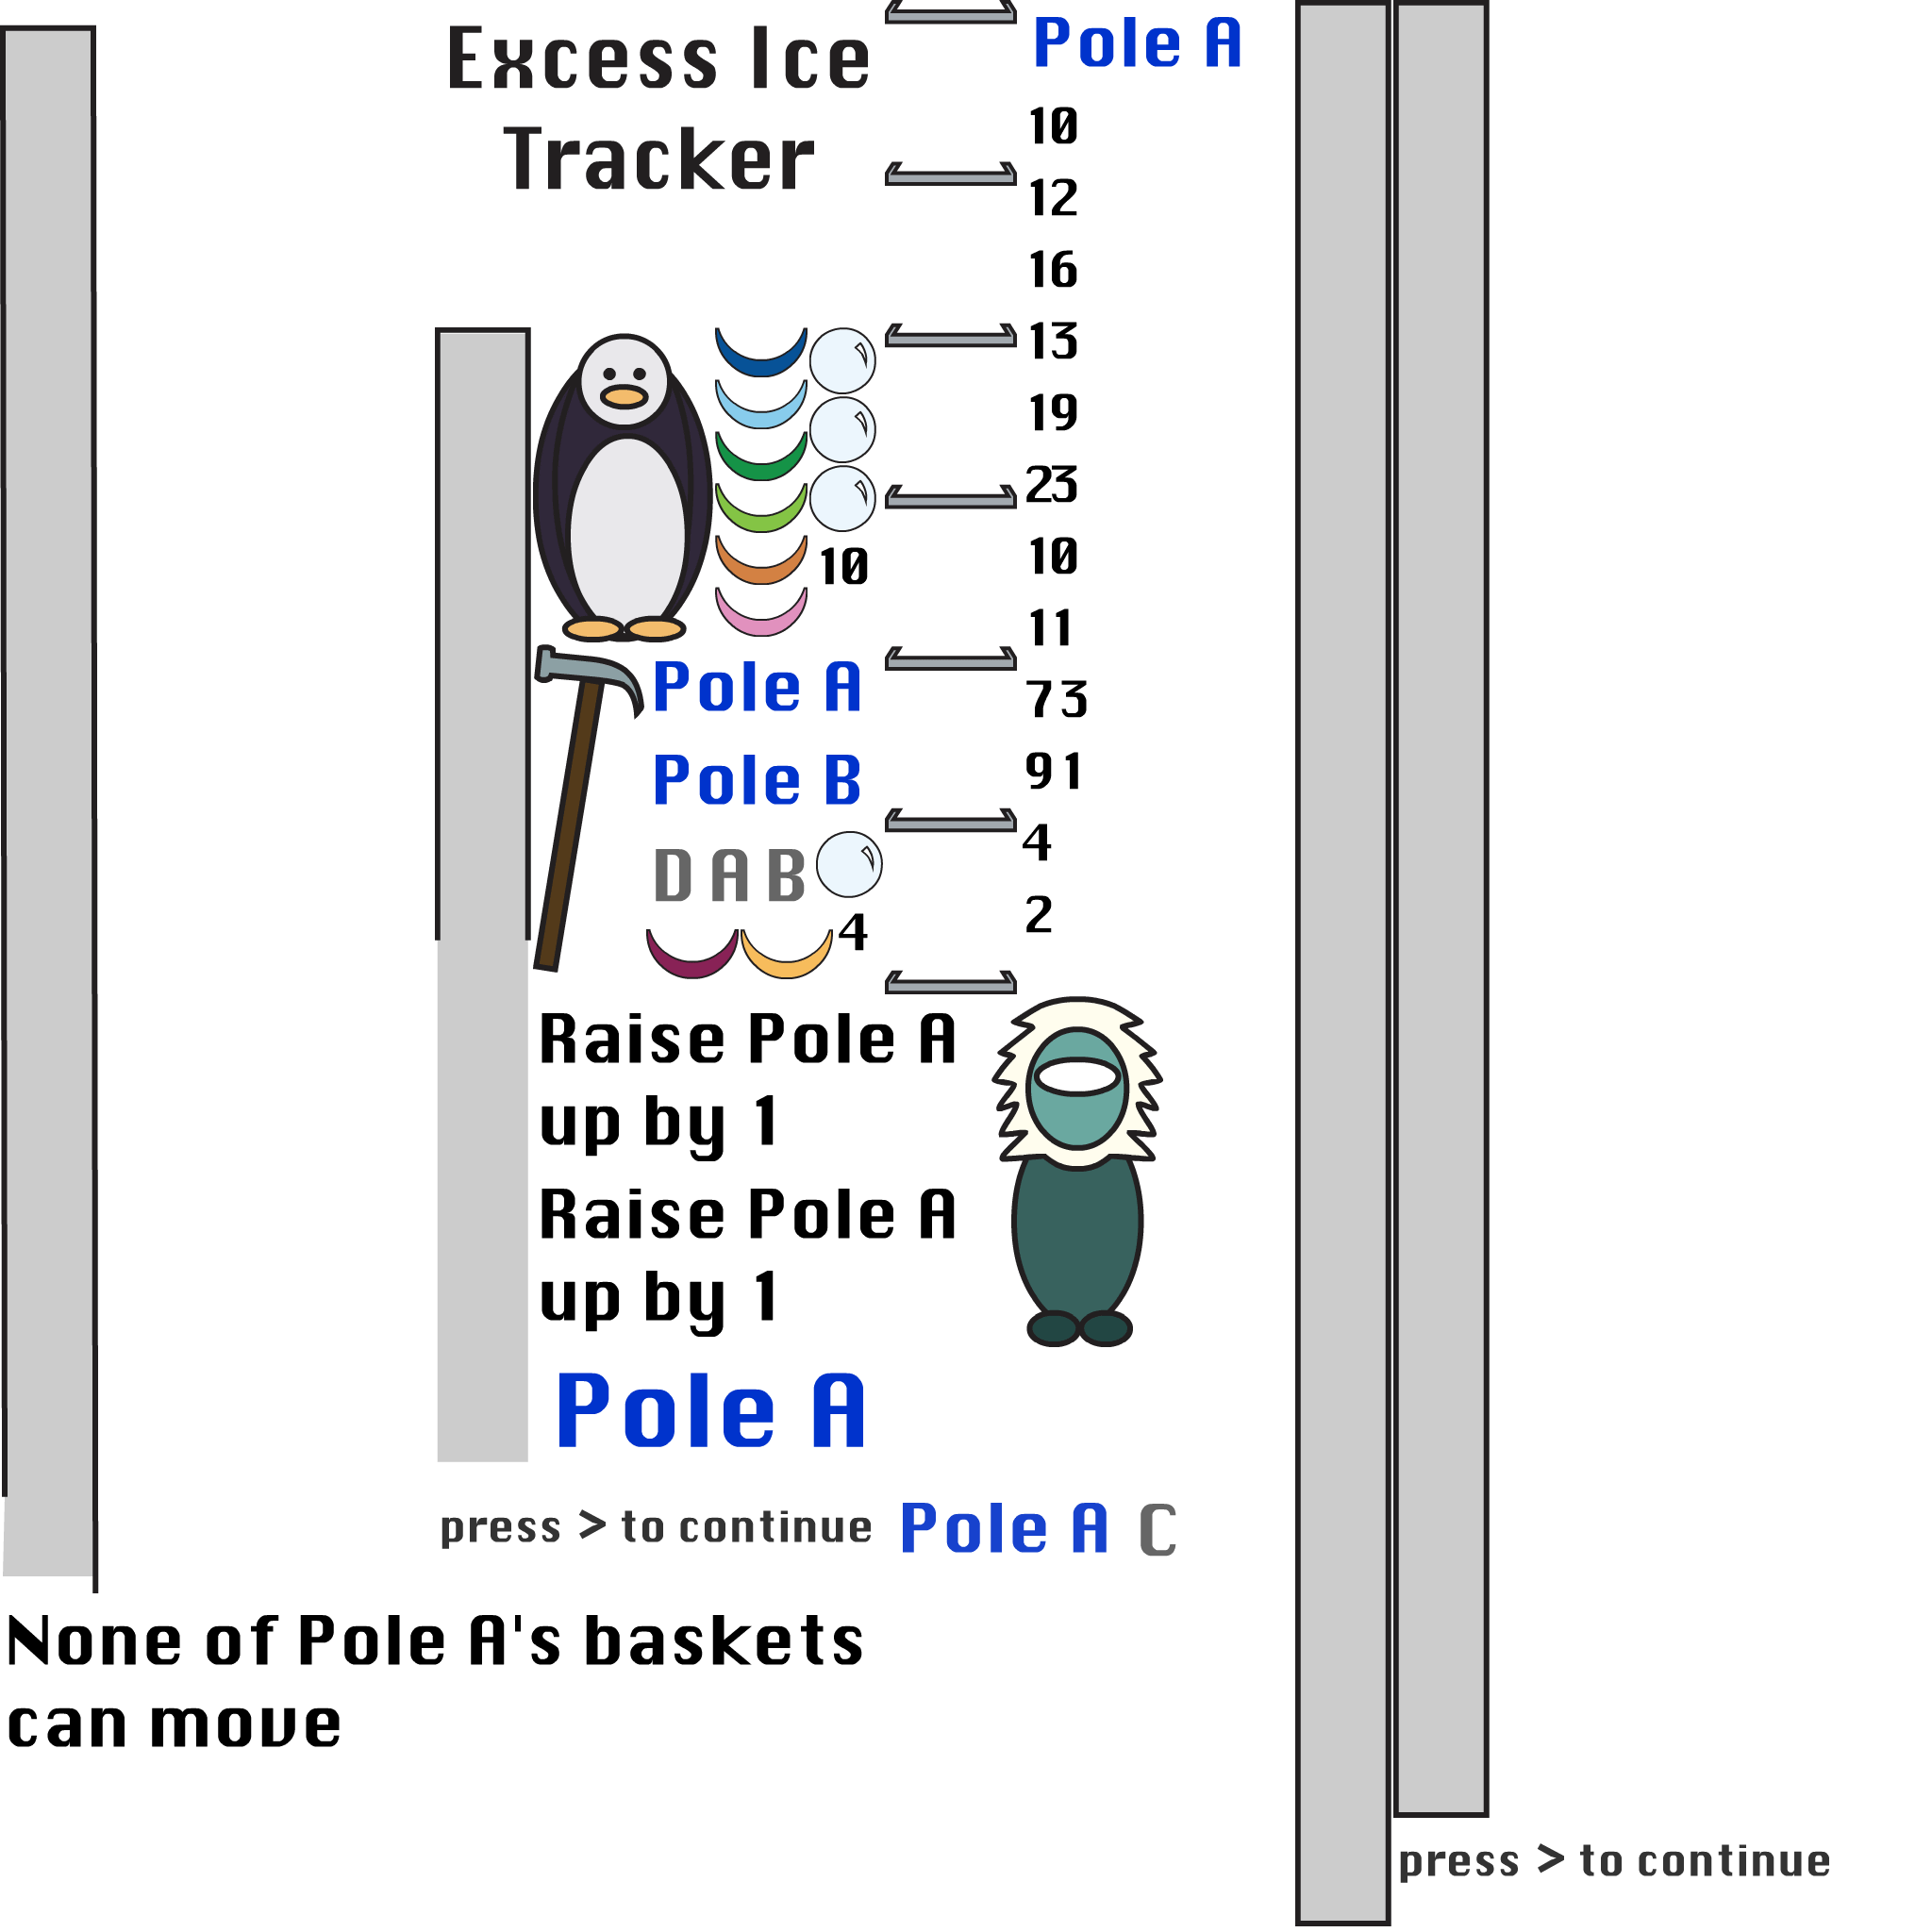 Excess Ice
Tracker
Pole A
10
12
16
13
19
23
10
11
73
91
4
2
10
Pole A
Pole B
D A B
4
Raise Pole A
up by 1
Raise Pole A
up by 1
Pole A
press > to continue
Pole A
C
None of Pole A's baskets
can move
press > to continue